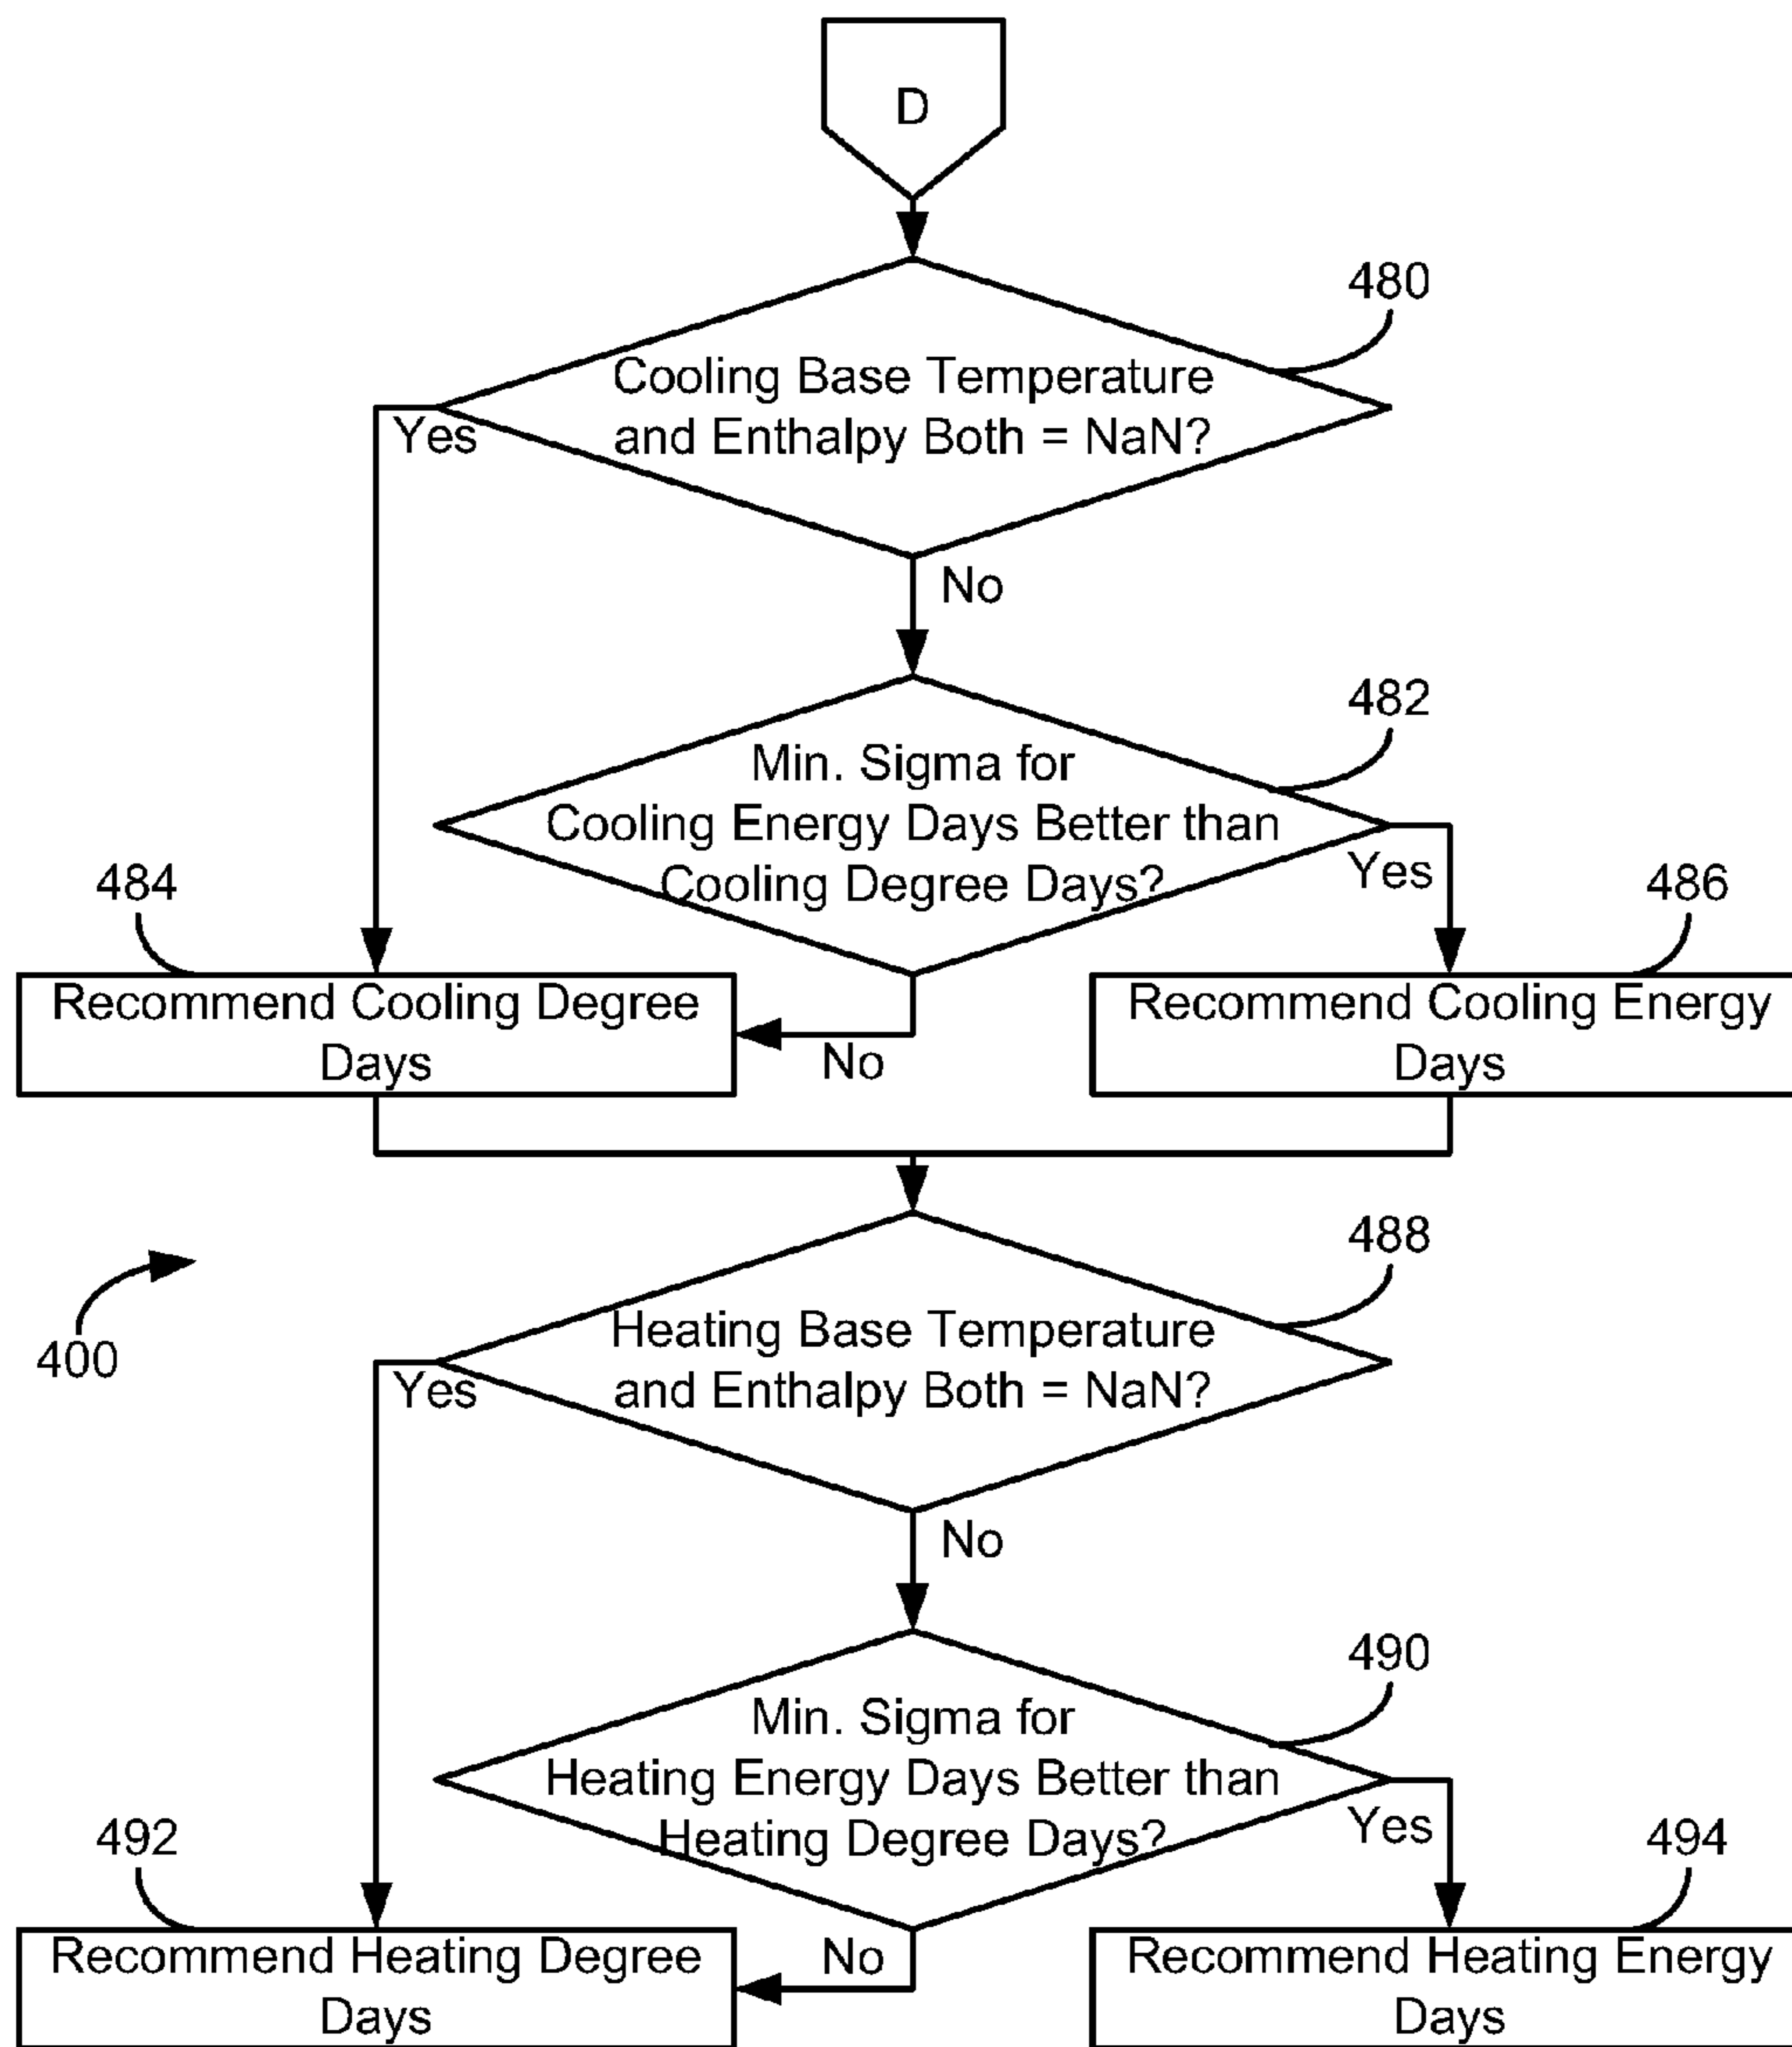 D
480
Cooling Base Temperature
and Enthalpy Both = NaN?
Yes
No
482
Min. Sigma for
Cooling Energy Days Better than
Cooling Degree Days?
Yes
484
486
Recommend Cooling Degree
Days
No
Recommend Cooling Energy
Days
488
400
Heating Base Temperature
and Enthalpy Both = NaN?
Yes
No
490
Min. Sigma for
Heating Energy Days Better than
Heating Degree Days?
Yes
492
494
Recommend Heating Degree
Days
No
Recommend Heating Energy
Days